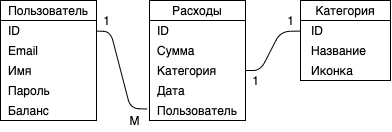 Пользователь
ID
Email
Имя
Пароль
Баланс
1
M
Расходы
ID
Сумма
Категория
Дата
Пользователь
1
1
Категория
ID
Название
Иконка